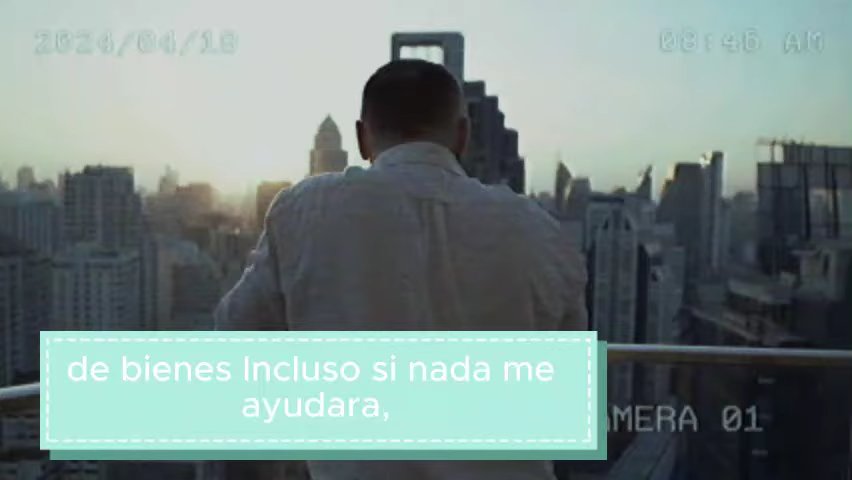 2024/04/18
08:46 AM
de bienes Incluso si nada me
ayudara,
AMERA 01